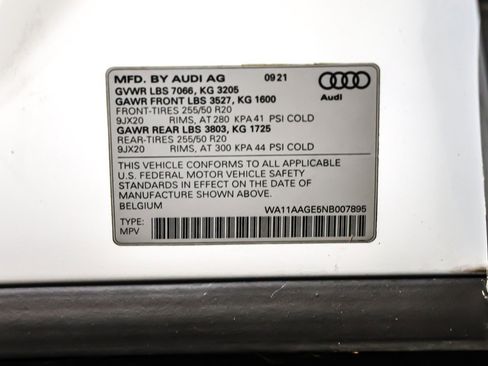 MFD. BY AUDI AG 09 21
GVWR LBS 7066, KG 3205
GAWR FRONT LBS 3527, KG 1600
Audi
FRONT-TIRES 255/50 R20
9JX20 RIMS, AT 280 KPA 41 PSI COLD
GAWR REAR LBS 3803, KG 1725
REAR-TIRES 255/50 R20
9JX20 RIMS, AT 300 KPA 44 PSI COLD
THIS VEHICLE CONFORMS TO ALL APPLICABLE
U.S. FEDERAL MOTOR VEHICLE SAFETY
STANDARDS IN EFFECT ON THE DATE OF
MANUFACTURE SHOWN ABOVE.
BELGIUM WA11AAGE5NB007895
TYPE:
MPV